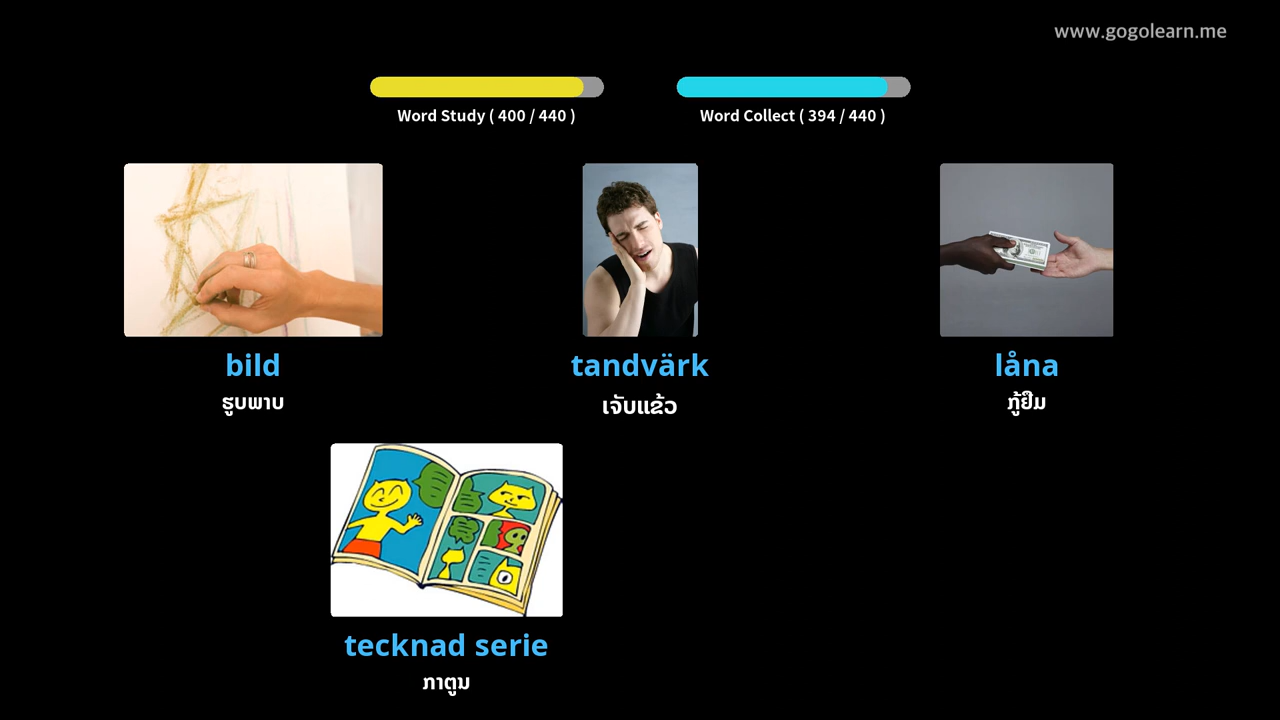 www.gogolearn.me
Word Study ( 400 / 440 )
Word Collect ( 394 / 440 )
bild
tandvärk
låna
ຮູບພາບ
ເຈັບແຂ້ວ
ກູ້ຢືມ
tecknad serie
ກາຕູນ